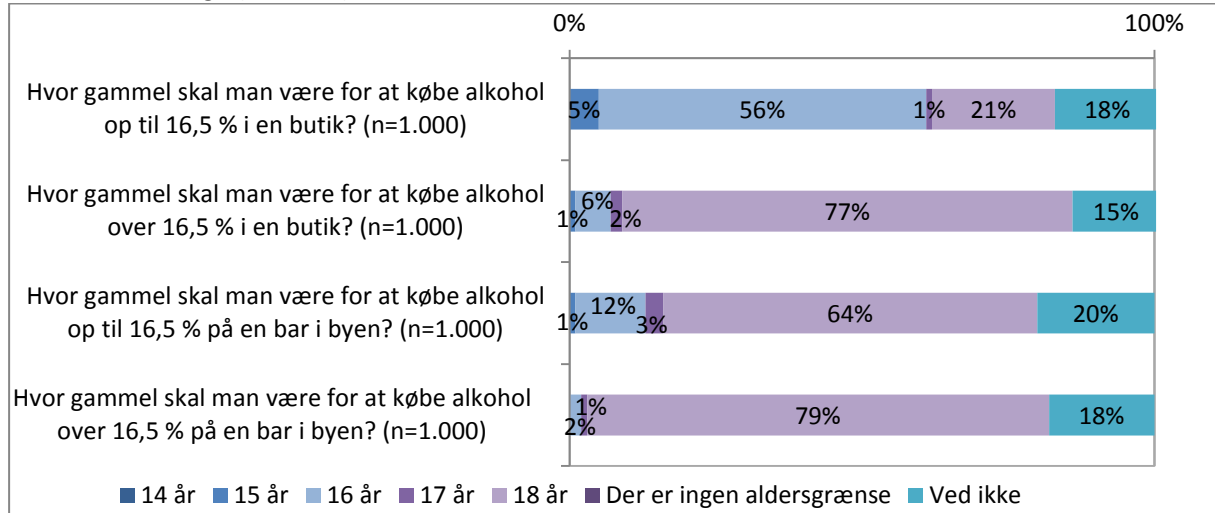 0% 100%
Hvor gammel skal man være for at købe alkohol
op til 16,5 % i en butik? (n=1.000)
5% 56% 1% 21% 18%
Hvor gammel skal man være for at købe alkohol
over 16,5 % i en butik? (n=1.000)
1% 6% 2% 77% 15%
Hvor gammel skal man være for at købe alkohol
op til 16,5 % på en bar i byen? (n=1.000)
1% 12% 3% 64% 20%
Hvor gammel skal man være for at købe alkohol
over 16,5 % på en bar i byen? (n=1.000)
2% 1% 79% 18%
14 år 15 år 16 år 17 år 18 år Der er ingen aldersgrænse Ved ikke